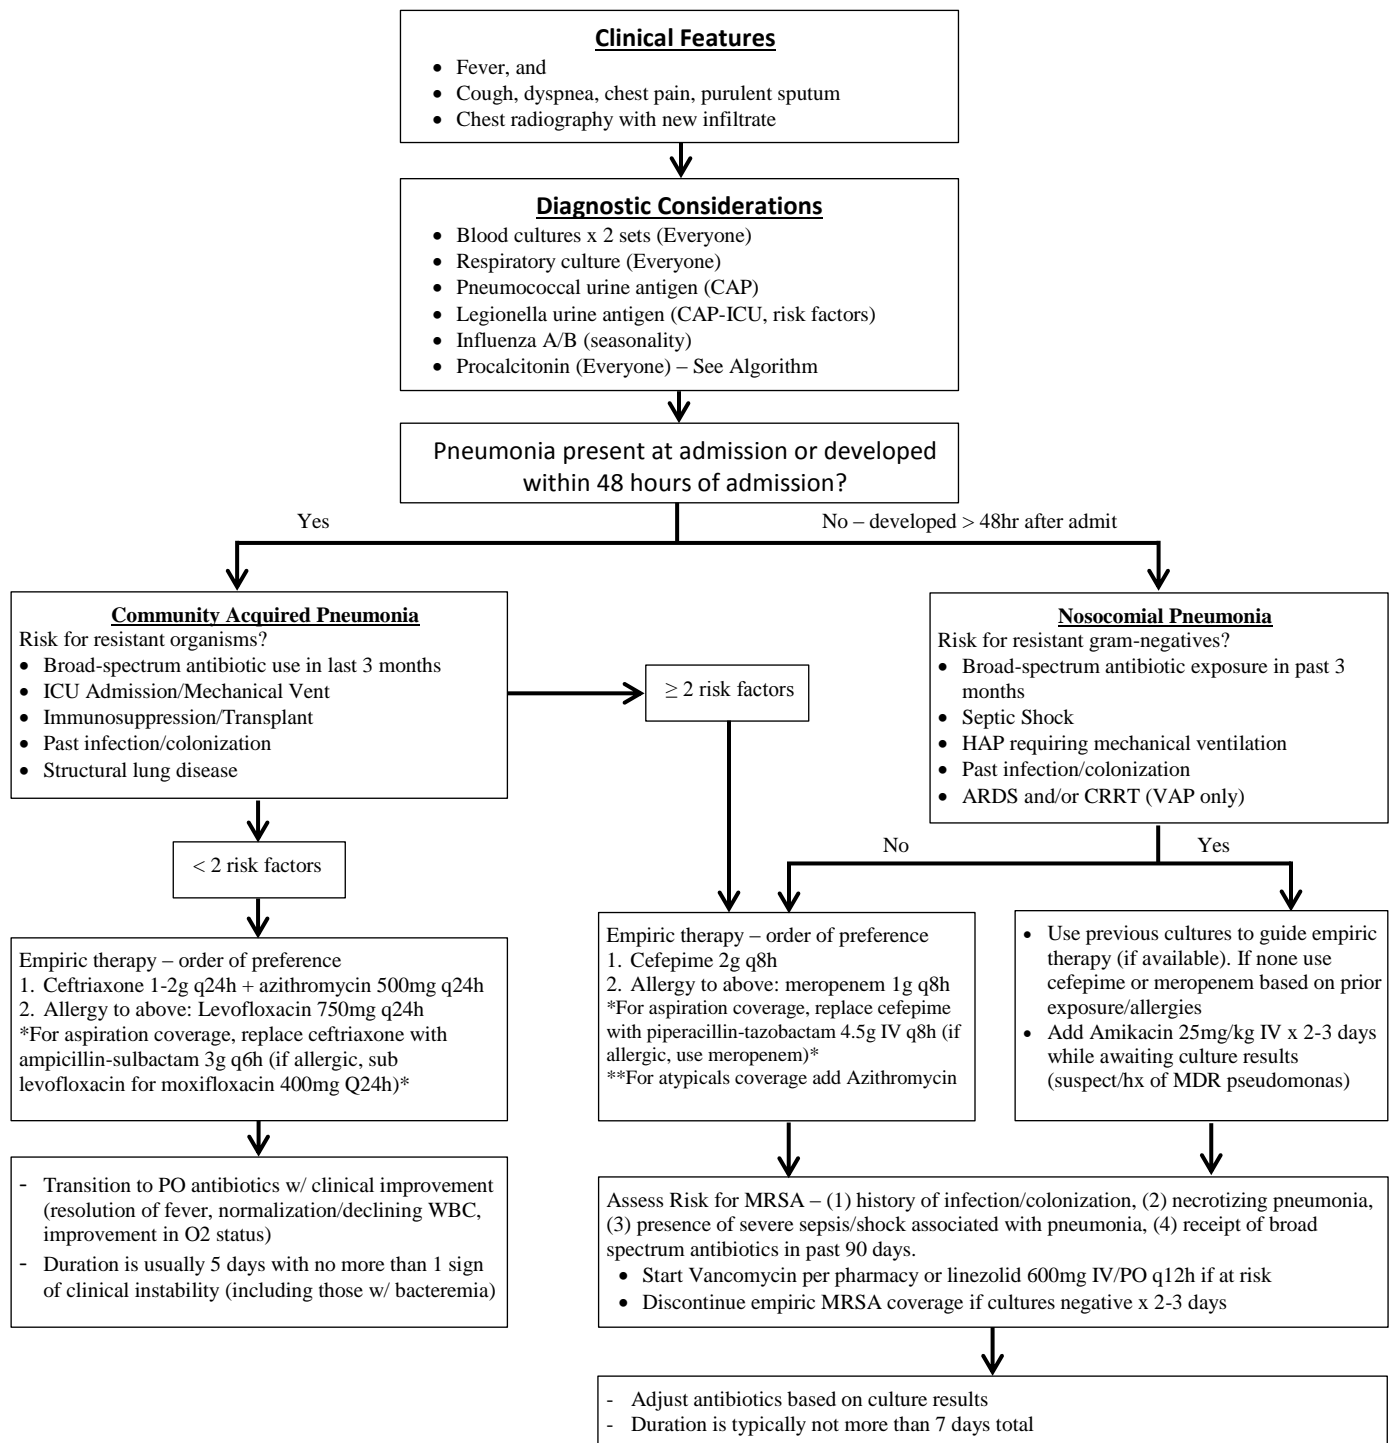 Clinical Features
• Fever, and
• Cough, dyspnea, chest pain, purulent sputum
• Chest radiography with new infiltrate
Diagnostic Considerations
• Blood cultures x 2 sets (Everyone)
• Respiratory culture (Everyone)
• Pneumococcal urine antigen (CAP)
• Legionella urine antigen (CAP-ICU, risk factors)
• Influenza A/B (seasonality)
• Procalcitonin (Everyone) – See Algorithm
Pneumonia present at admission or developed
within 48 hours of admission?
Yes
No – developed > 48hr after admit
Community Acquired Pneumonia
Risk for resistant organisms?
• Broad-spectrum antibiotic use in last 3 months
• ICU Admission/Mechanical Vent
• Immunosuppression/Transplant
• Past infection/colonization
• Structural lung disease
≥ 2 risk factors
Nosocomial Pneumonia
Risk for resistant gram-negatives?
• Broad-spectrum antibiotic exposure in past 3
months
• Septic Shock
• HAP requiring mechanical ventilation
• Past infection/colonization
• ARDS and/or CRRT (VAP only)
< 2 risk factors
No
Yes
Empiric therapy – order of preference
1. Ceftriaxone 1-2g q24h + azithromycin 500mg q24h
2. Allergy to above: Levofloxacin 750mg q24h
*For aspiration coverage, replace ceftriaxone with
ampicillin-sulbactam 3g q6h (if allergic, sub
levofloxacin for moxifloxacin 400mg Q24h)*
Empiric therapy – order of preference
1. Cefepime 2g q8h
2. Allergy to above: meropenem 1g q8h
*For aspiration coverage, replace cefepime
with piperacillin-tazobactam 4.5g IV q8h (if
allergic, use meropenem)*
**For atypicals coverage add Azithromycin
• Use previous cultures to guide empiric
therapy (if available). If none use
cefepime or meropenem based on prior
exposure/allergies
• Add Amikacin 25mg/kg IV x 2-3 days
while awaiting culture results
(suspect/hx of MDR pseudomonas)
- Transition to PO antibiotics w/ clinical improvement
(resolution of fever, normalization/declining WBC,
improvement in O2 status)
- Duration is usually 5 days with no more than 1 sign
of clinical instability (including those w/ bacteremia)
Assess Risk for MRSA – (1) history of infection/colonization, (2) necrotizing pneumonia,
(3) presence of severe sepsis/shock associated with pneumonia, (4) receipt of broad
spectrum antibiotics in past 90 days.
• Start Vancomycin per pharmacy or linezolid 600mg IV/PO q12h if at risk
• Discontinue empiric MRSA coverage if cultures negative x 2-3 days
- Adjust antibiotics based on culture results
- Duration is typically not more than 7 days total